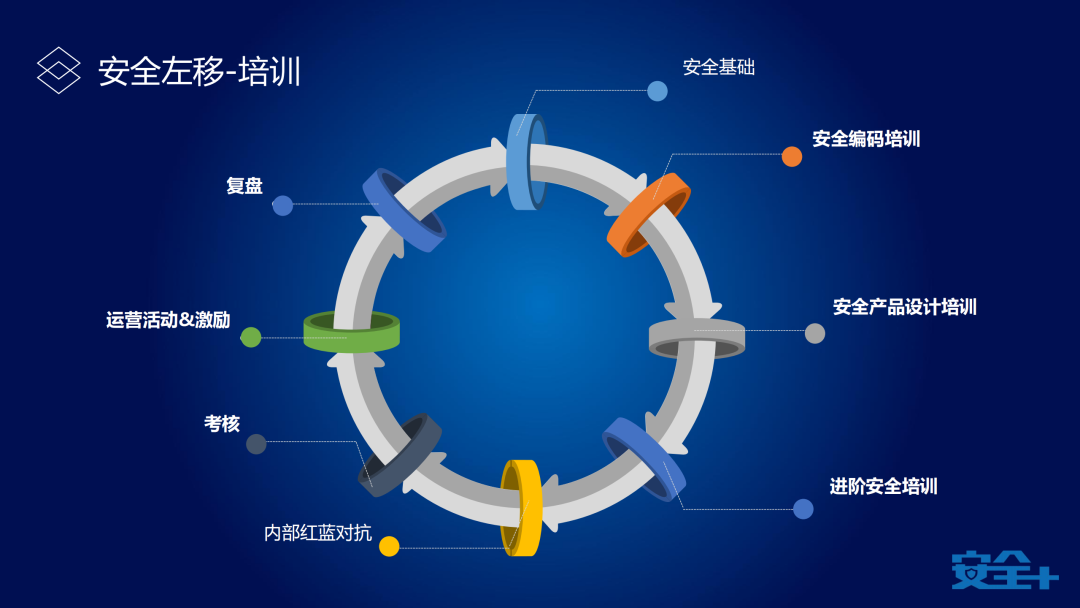 安全左移-培训
安全基础
安全编码培训
安全产品设计培训
进阶安全培训
内部红蓝对抗
考核
运营活动&激励
复盘
安全+